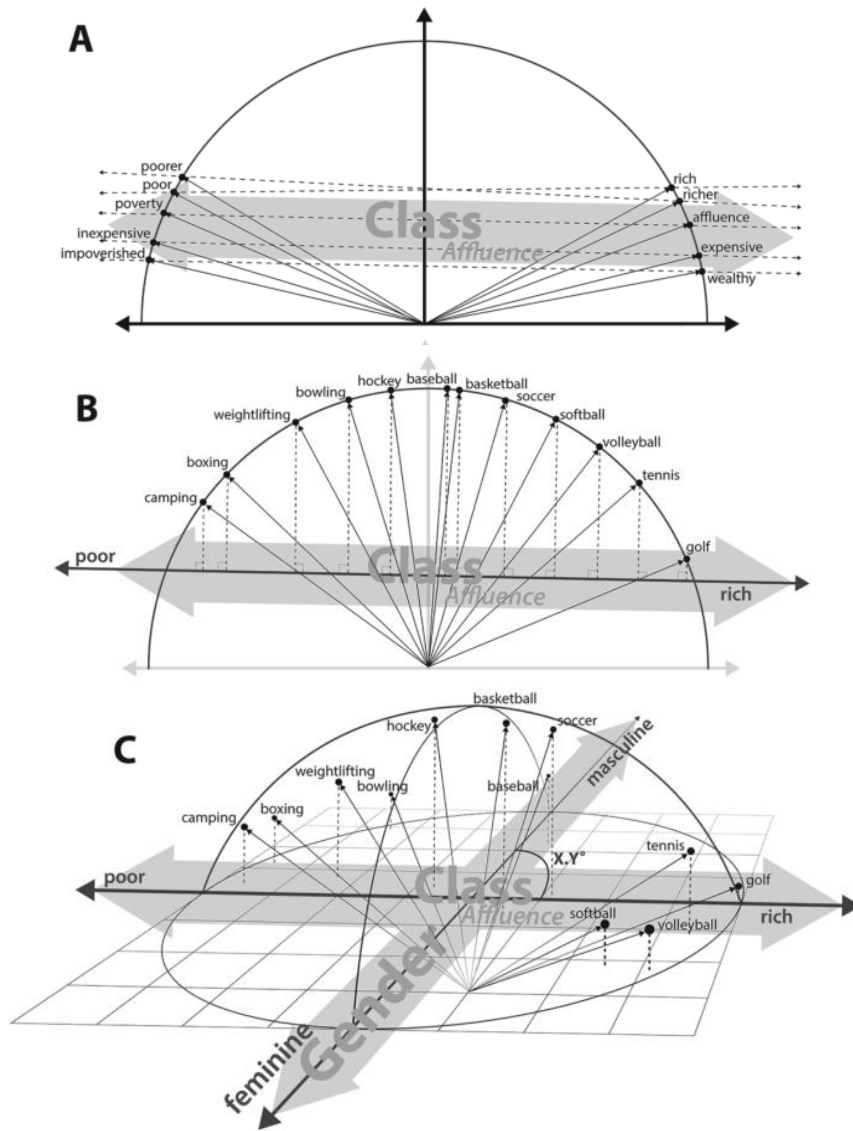 A
poorer
poor
poverty
inexpensive
impoverished
rich
richer
affluence
expensive
wealthy
Class
Affluence
B
camping
boxing
weightlifting
bowling
hockey
baseball
basketball
soccer
softball
volleyball
tennis
golf
poor
Class
Affluence
rich
C
basketball
hockey
soccer
masculine
weightlifting
bowling
baseball
camping
boxing
X.Y°
tennis
golf
poor
Class
Affluence
rich
softball
volleyball
Gender
feminine